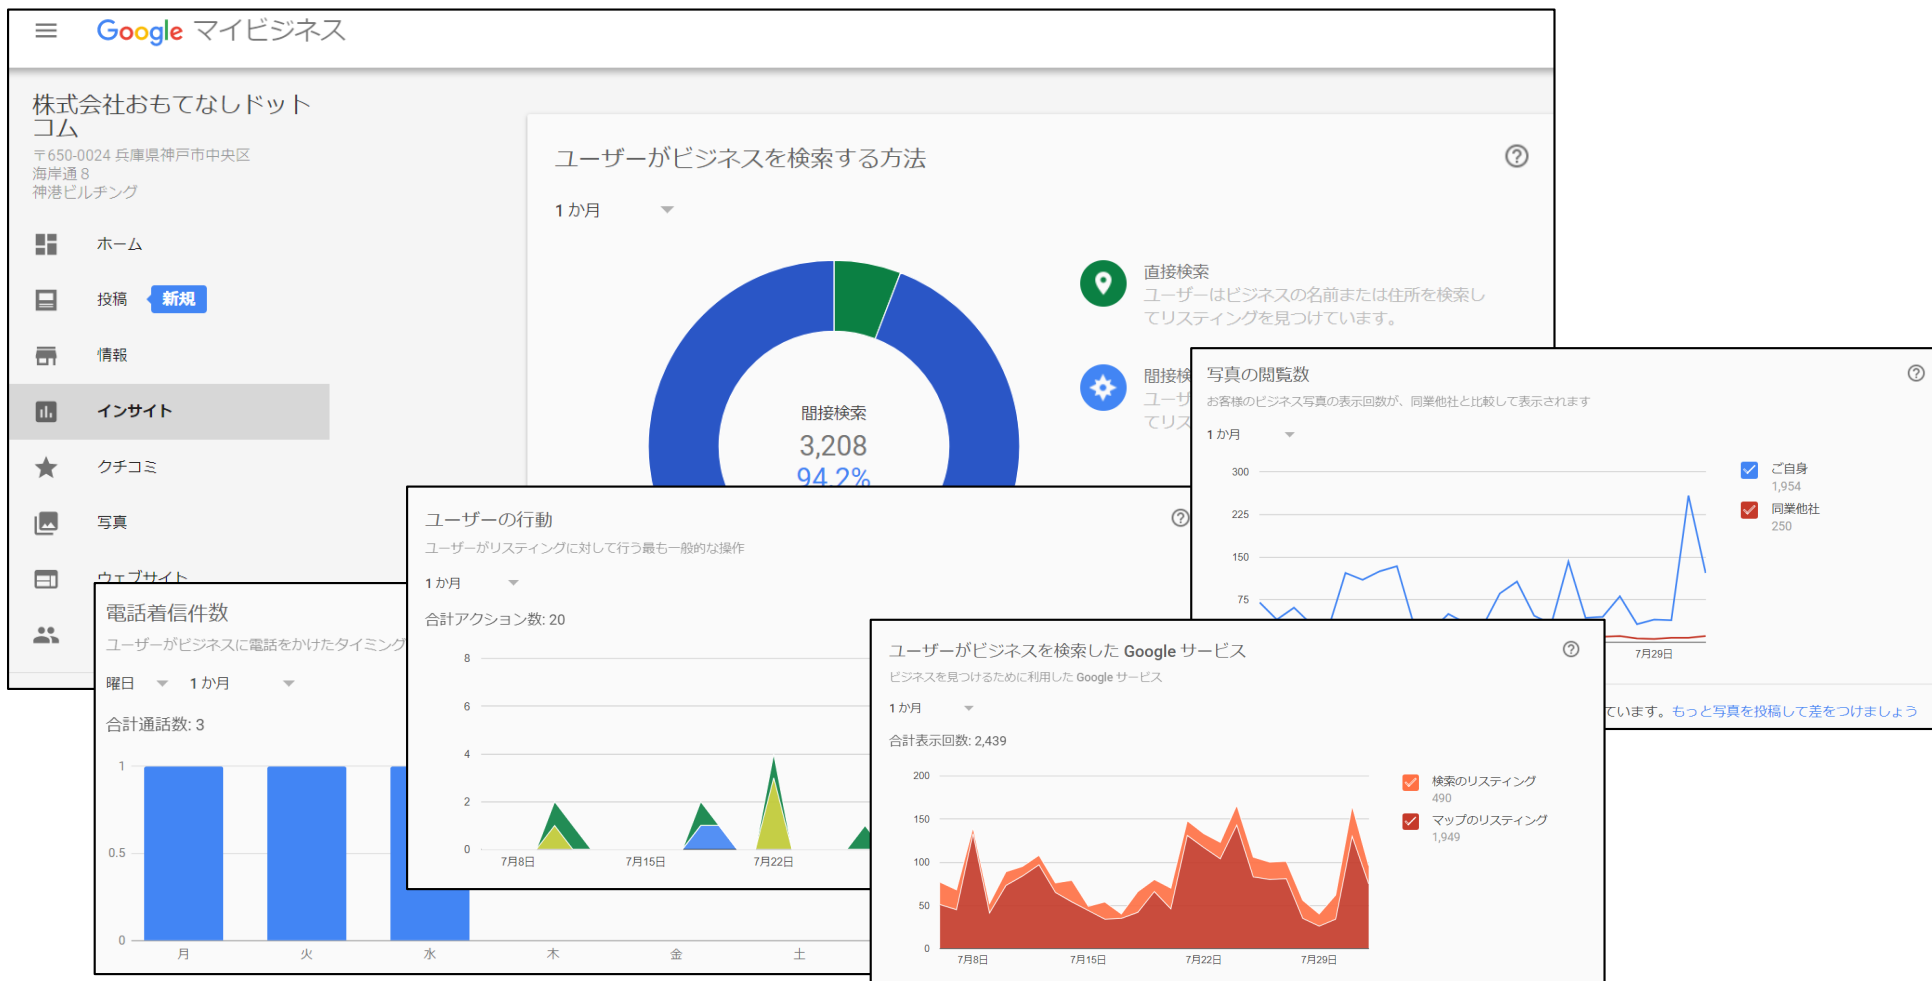 Google マイビジネス
株式会社おもてなしドット
コム
〒650-0024 兵庫県神戸市中央区
海岸通８
神港ビルヂング
ホーム
投稿
新規
情報
インサイト
クチコミ
写真
ウェブサイト
ユーザーがビジネスを検索する方法
1 か月
間接検索
3,208
94.2%
直接検索
ユーザーはビジネスの名前または住所を検索し
てリスティングを見つけています。
間接検
ユーザ
てリス
写真の閲覧数
お客様のビジネス写真の表示回数が、同業他社と比較して表示されます
1 か月
300
225
150
75
7月29日
ご自身
1,954
同業他社
250
ています。もっと写真を投稿して差をつけましょう
ユーザーの行動
ユーザーがリスティングに対して行う最も一般的な操作
1 か月
合計アクション数: 20
8
6
4
2
0
7月8日
7月15日
7月22日
電話着信件数
ユーザーがビジネスに電話をかけたタイミング
曜日
1 か月
合計通話数: 3
1
0.5
0
月
火
水
木
金
土
ユーザーがビジネスを検索した Google サービス
ビジネスを見つけるために利用した Google サービス
1 か月
合計表示回数: 2,439
200
150
100
50
0
7月8日
7月15日
7月22日
7月29日
検索のリスティング
490
マップのリスティング
1,949